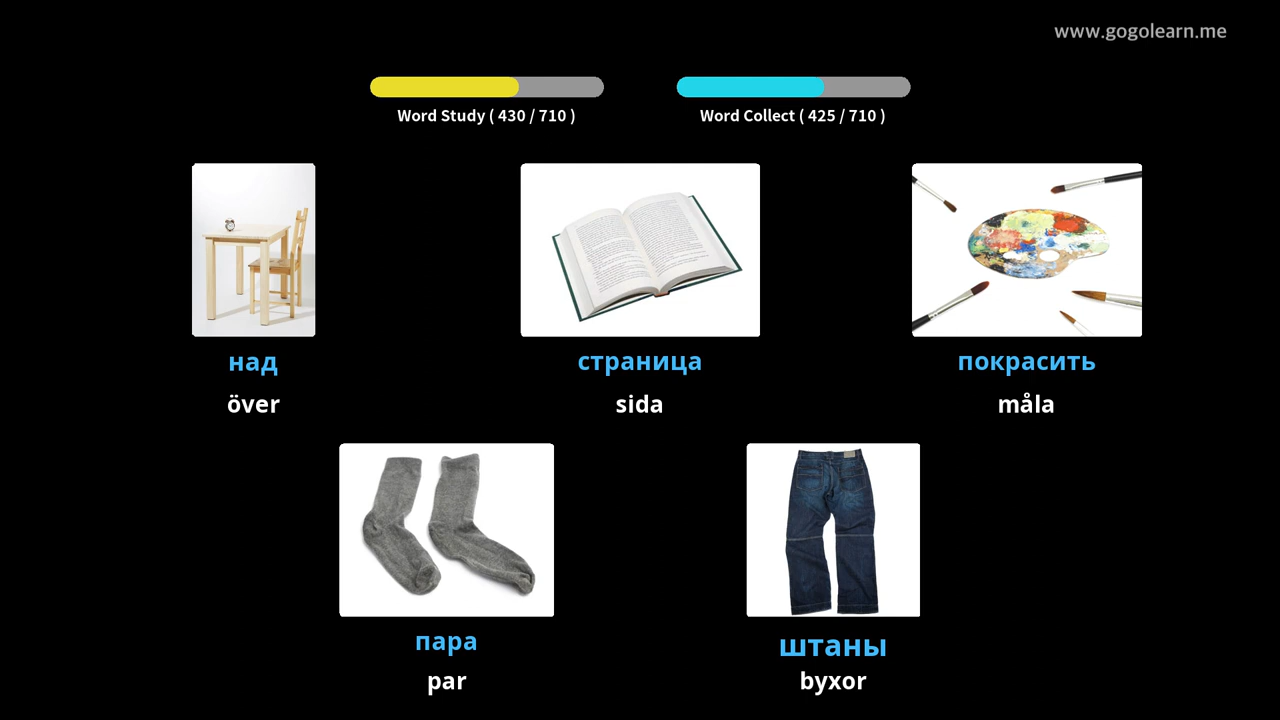 www.gogolearn.me
Word Study ( 430 / 710 )
Word Collect ( 425 / 710 )
над
över
страница
sida
покрасить
måla
пара
par
штаны
byxor